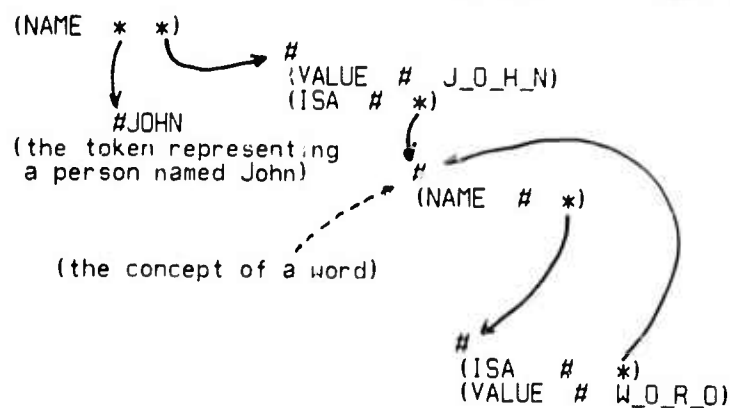 (NAME * *)
#
(VALUE # J_O_H_N)
(ISA # *)
#JOHN
(the token representing
a person named John)
#
(NAME # *)
(the concept of a word)
#
(ISA # *)
(VALUE # W_O_R_D)